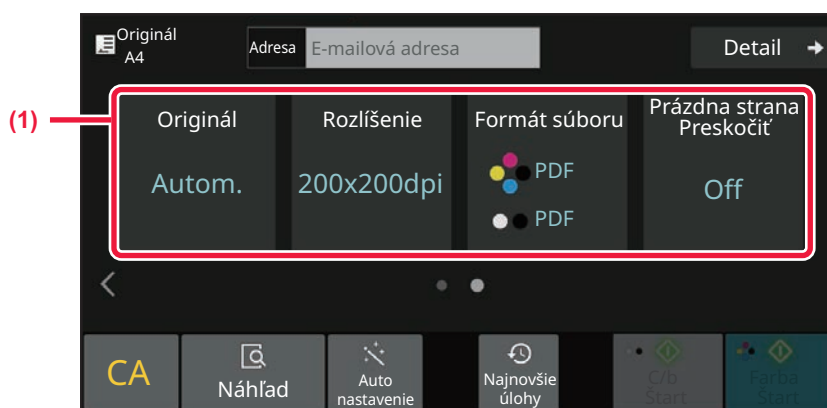 Originál
A4
Adresa E-mailová adresa
Detail
(1)
Originál
Rozlíšenie
Formát súboru
Prázdna strana
Preskočiť
Autom.
200x200dpi
PDF
PDF
Off
CA
Náhľad
Auto
nastavenie
Najnovšie
úlohy
C/b
Štart
Farba
Štart